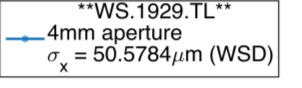 **WS.1929.TL**
4mm aperture
σx = 50.5784μm (WSD)